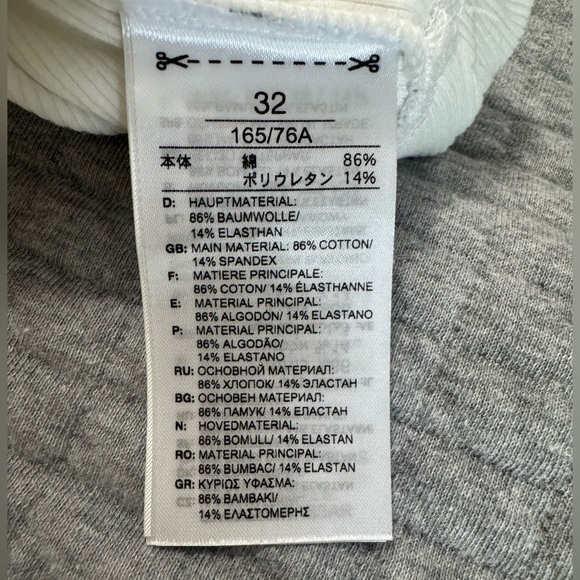 32
165/76A
本体 綿 86%
ポリウレタン 14%
D: HAUPTMATERIAL:
86% BAUMWOLLE/
14% ELASTHAN
GB: MAIN MATERIAL: 86% COTTON/
14% SPANDEX
F: MATIERE PRINCIPALE:
86% COTON/ 14% ÉLASTHANNE
E: MATERIAL PRINCIPAL:
86% ALGODÓN/ 14% ELASTANO
P: MATERIAL PRINCIPAL:
86% ALGODÃO/
14% ELASTANO
RU: ОСНОВНОЙ МАТЕРИАЛ:
86% ХЛОПОК/ 14% ЭЛАСТАН
BG: ОСНОВЕН МАТЕРИАЛ:
86% ПАМУК/ 14% ЕЛАСТАН
N: HOVEDMATERIAL:
86% BOMULL/ 14% ELASTAN
RO: MATERIAL PRINCIPAL:
86% BUMBAC/ 14% ELASTAN
GR: ΚΥΡΙΩΣ ΥΦΑΣΜΑ:
86% ΒΑΜΒΑΚΙ/
14% ΕΛΑΣΤΟΜΕΡΗΣ